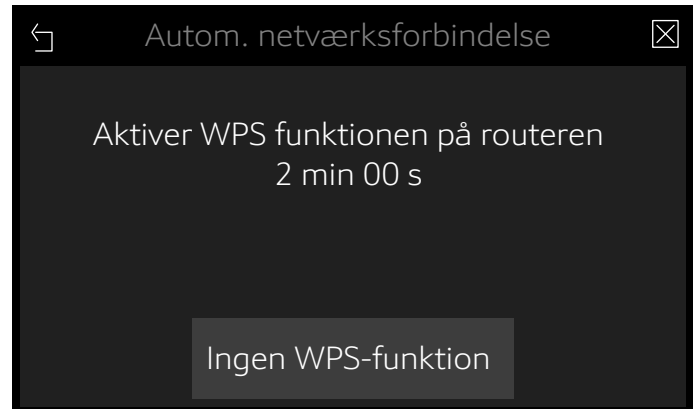 Autom. netværksforbindelse
Aktiver WPS funktionen på routeren
2 min 00 s
Ingen WPS-funktion